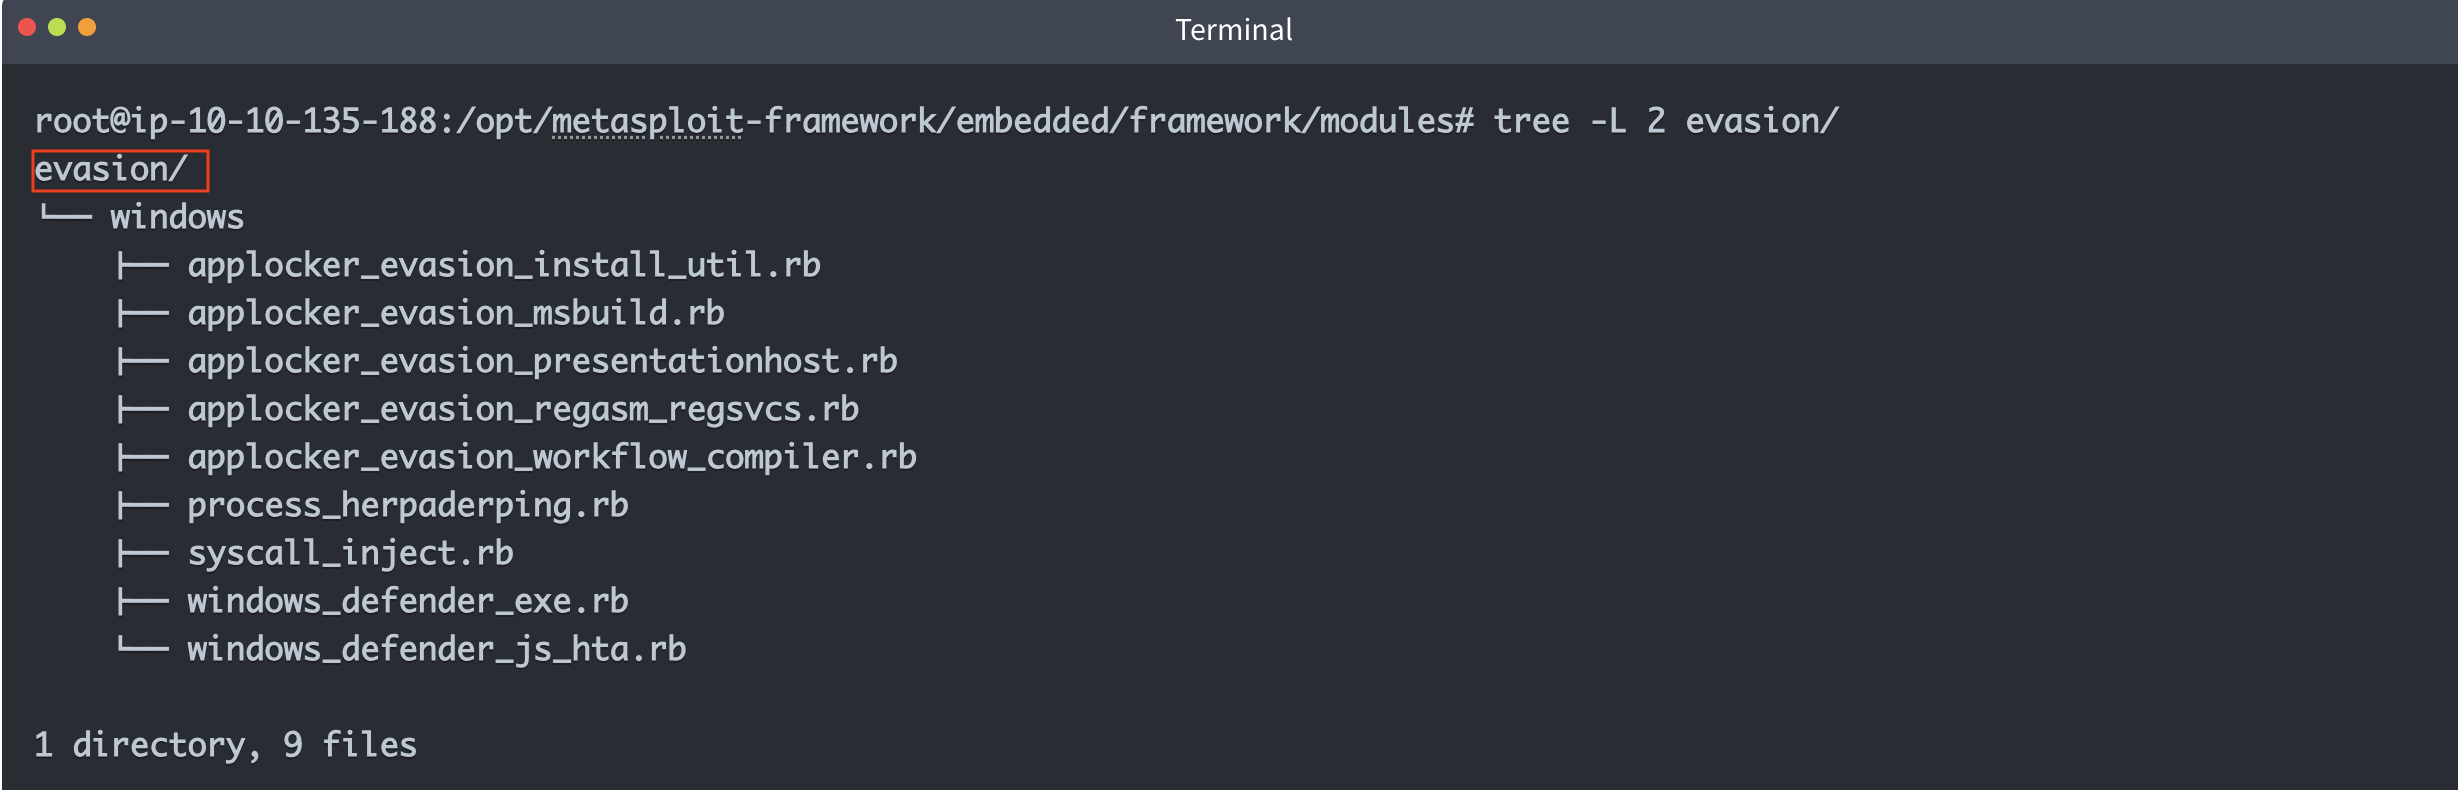 Terminal
root@ip-10-10-135-188:/opt/metasploit-framework/embedded/framework/modules# tree -L 2 evasion/
evasion/
└── windows
    ├── applocker_evasion_install_util.rb
    ├── applocker_evasion_msbuild.rb
    ├── applocker_evasion_presentationhost.rb
    ├── applocker_evasion_regasm_regsvcs.rb
    ├── applocker_evasion_workflow_compiler.rb
    ├── process_herpaderping.rb
    ├── syscall_inject.rb
    ├── windows_defender_exe.rb
    └── windows_defender_js_hta.rb
1 directory, 9 files